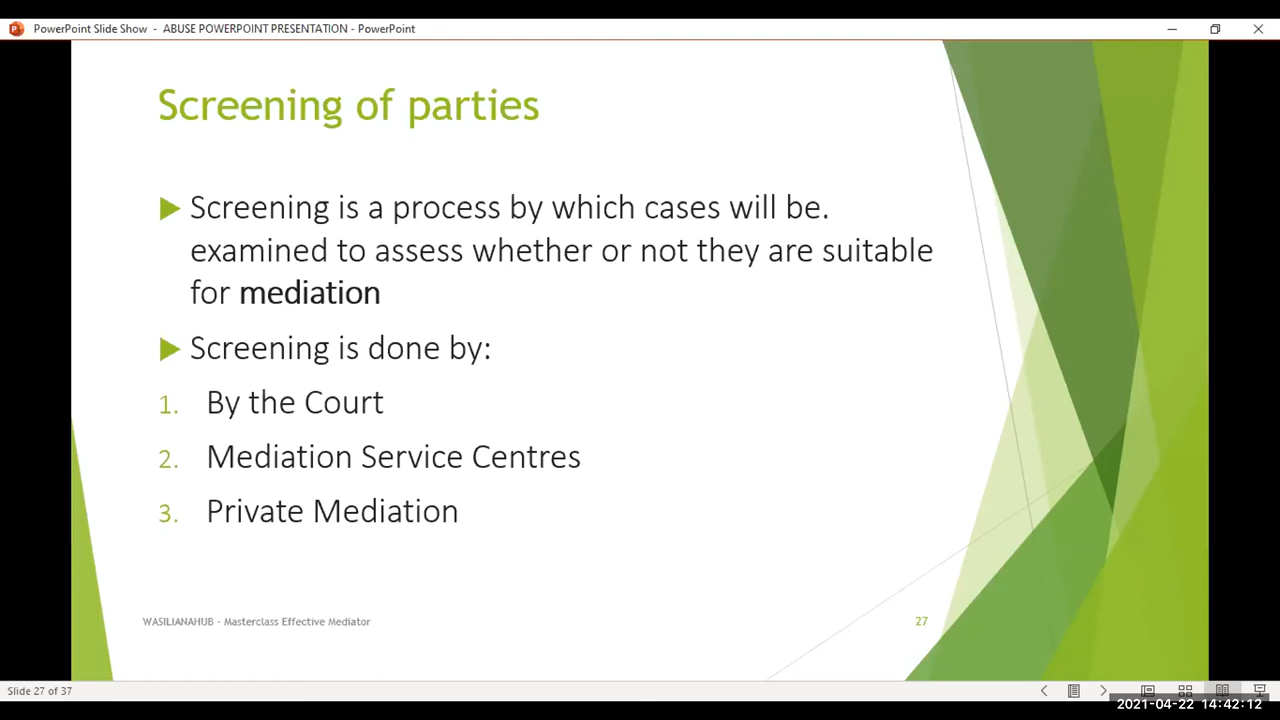 PowerPoint Slide Show - ABUSE POWERPOINT PRESENTATION - PowerPoint
Screening of parties
Screening is a process by which cases will be.
examined to assess whether or not they are suitable
for mediation
Screening is done by:
1. By the Court
2. Mediation Service Centres
3. Private Mediation
WASILIANAHUB - Masterclass Effective Mediator
27
Slide 27 of 37
2021-04-22 14:42:12